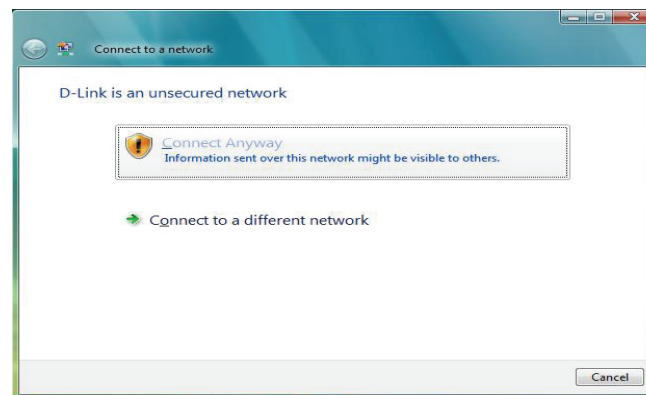 Connect to a network
D-Link is an unsecured network
Connect Anyway
Information sent over this network might be visible to others.
Connect to a different network
Cancel